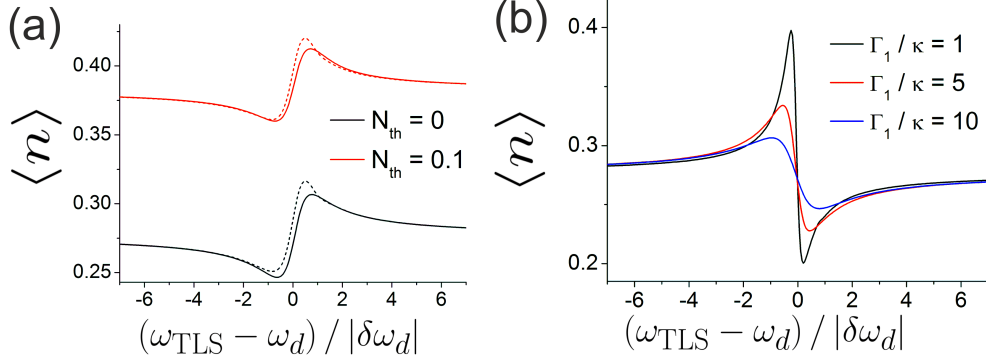 (a)
0.40
0.35
0.30
0.25
⟨n⟩
N_th = 0
N_th = 0.1
-6 -4 -2 0 2 4 6
(ω_TLS − ω_d) / |δω_d|
(b)
0.4
0.3
0.2
⟨n⟩
Γ_1 / κ = 1
Γ_1 / κ = 5
Γ_1 / κ = 10
-6 -4 -2 0 2 4 6
(ω_TLS − ω_d) / |δω_d|